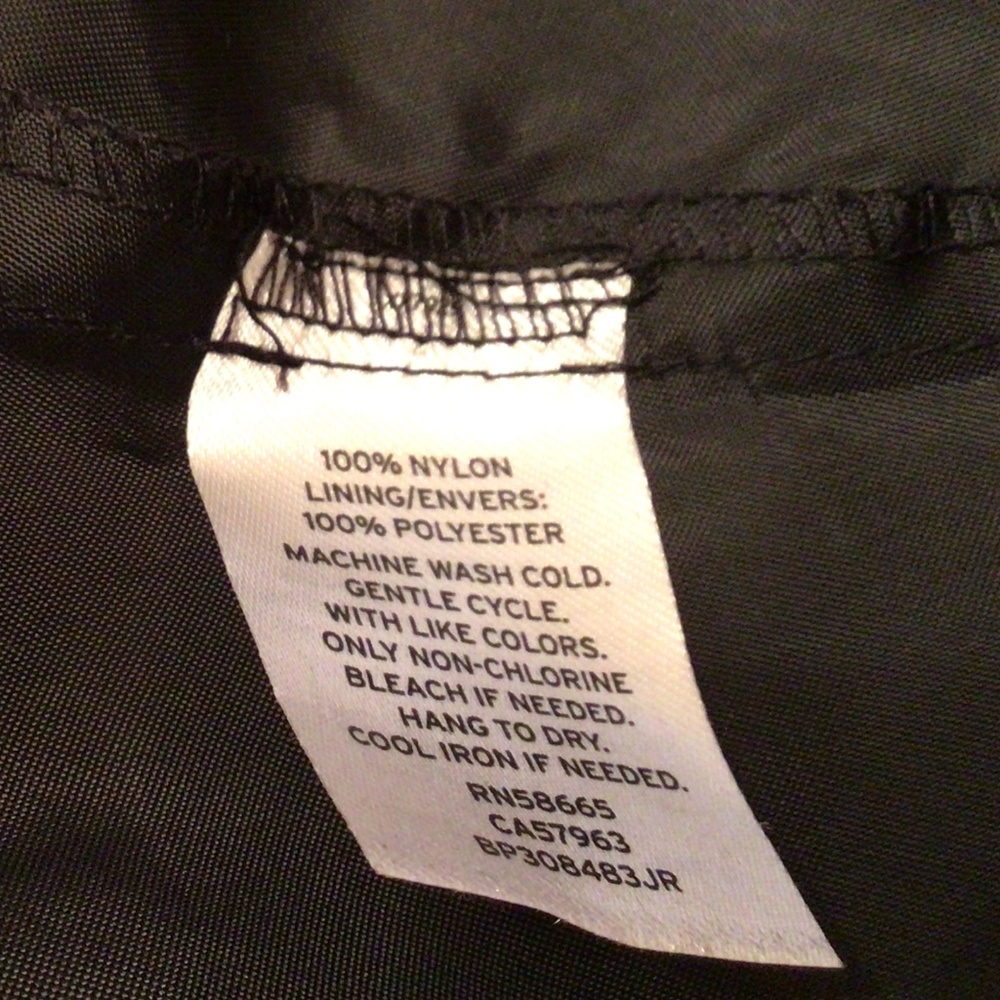 100% NYLON
LINING/ENVERS:
100% POLYESTER
MACHINE WASH COLD.
GENTLE CYCLE.
WITH LIKE COLORS.
ONLY NON-CHLORINE
BLEACH IF NEEDED.
HANG TO DRY.
COOL IRON IF NEEDED.
RN58665
CA57963
BP308483JR